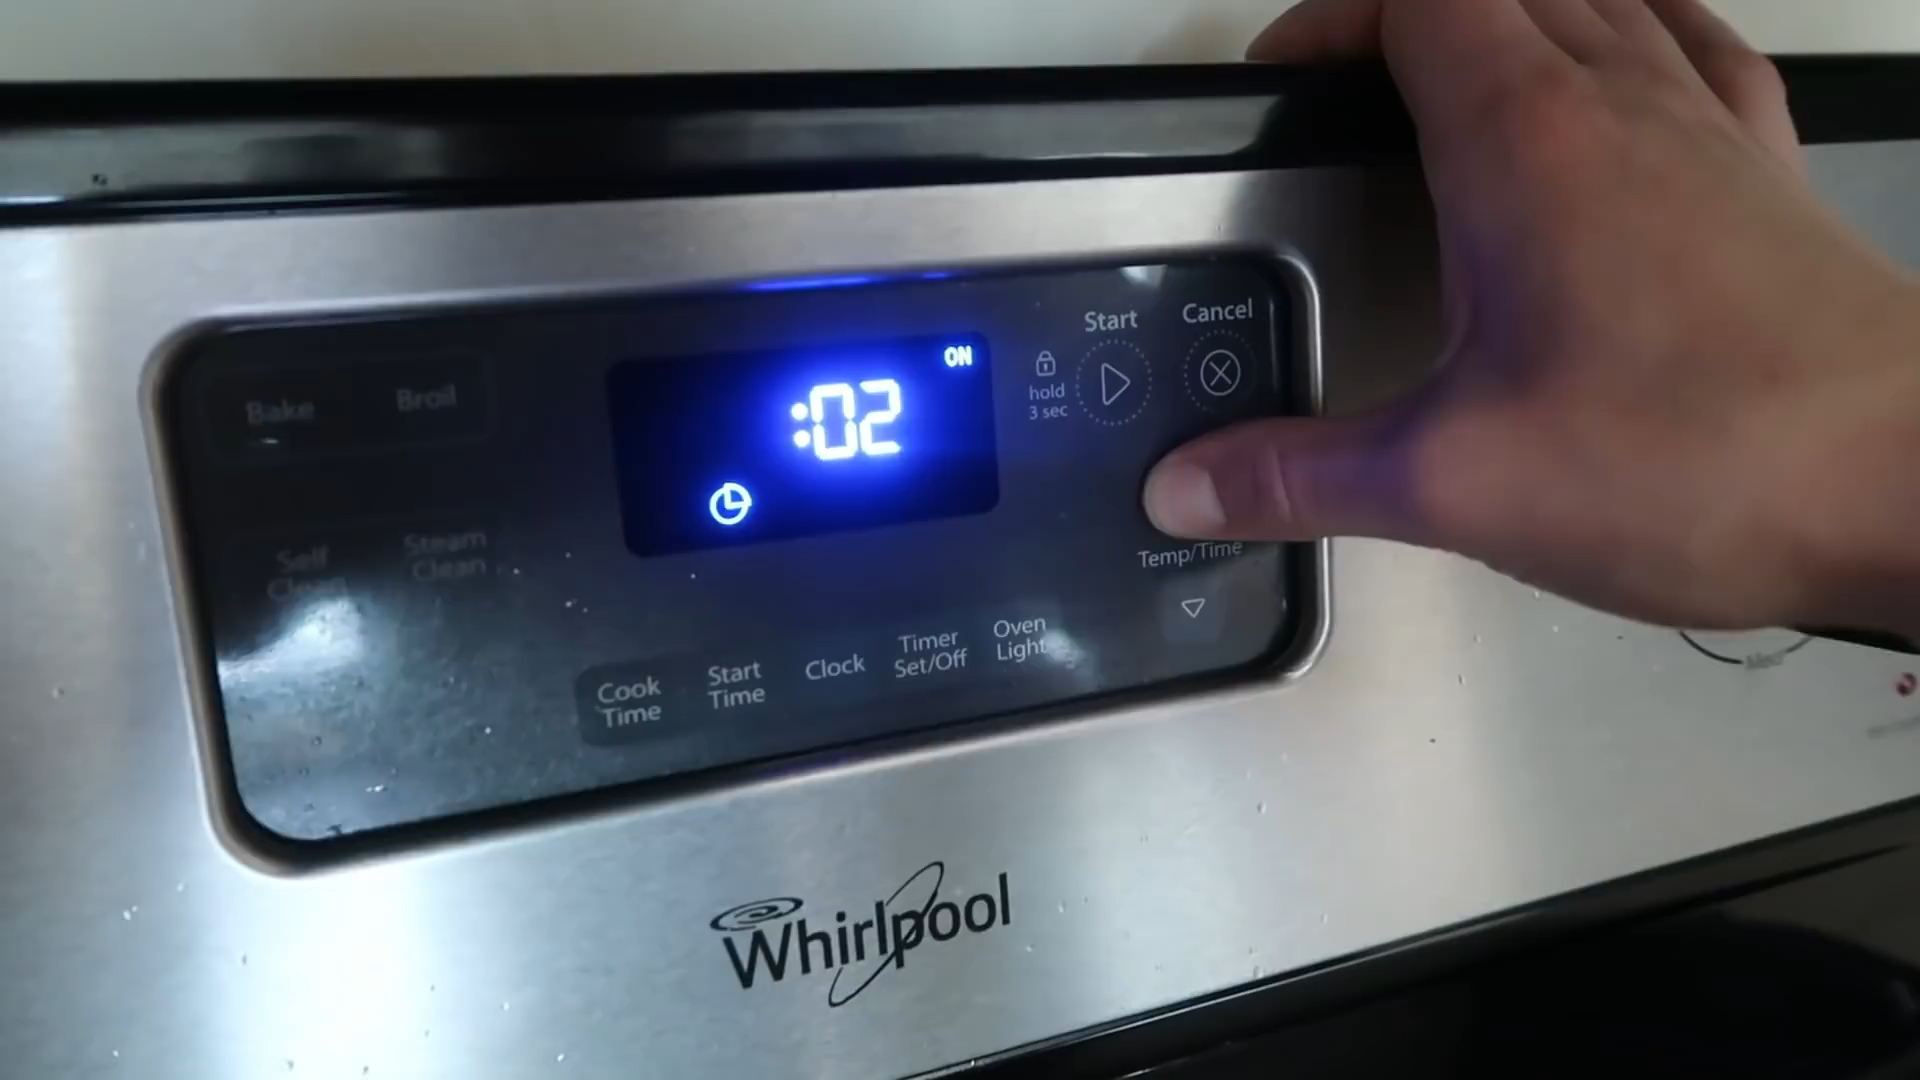 Bake
Broil
Self
Clean
Steam
Clean
ON
:02
hold
3 sec
Start
Cancel
Temp/Time
Cook
Time
Start
Time
Clock
Timer
Set/Off
Oven
Light
Whirlpool